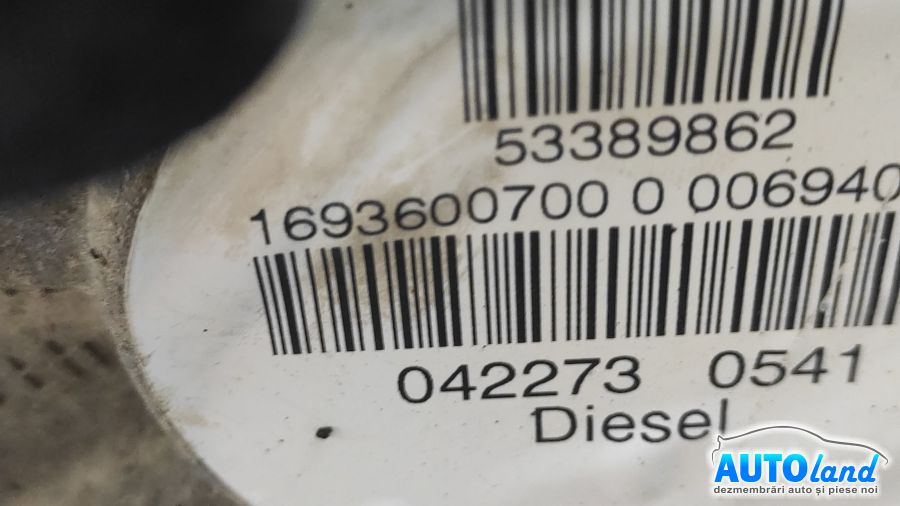 53389862
1693600700 0 006940
042273 0541
Diesel
AUTOland
dezmembrări auto și piese noi